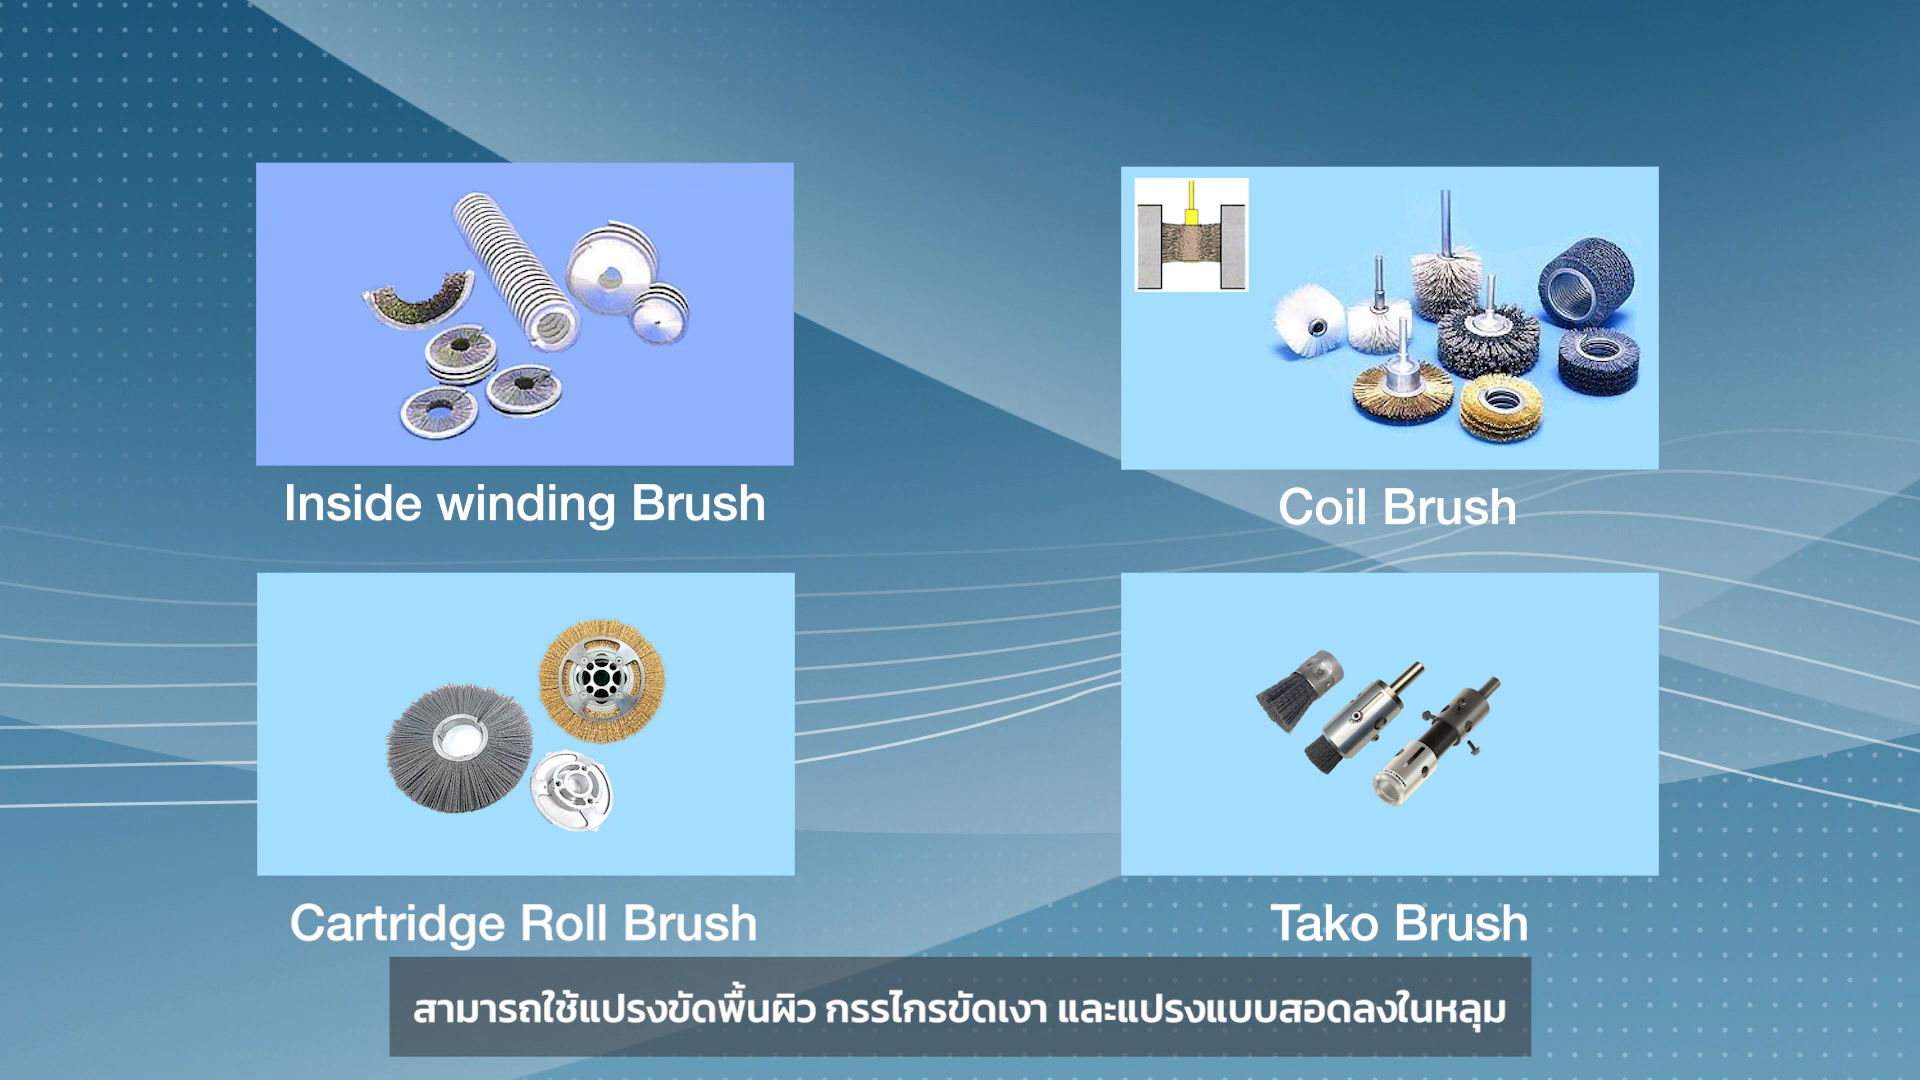 Inside winding Brush
Coil Brush
Cartridge Roll Brush
Tako Brush
สามารถใช้แปรงขัดพื้นผิว กรรไกรขัดเงา และแปรงแบบสอดลงในหลุม